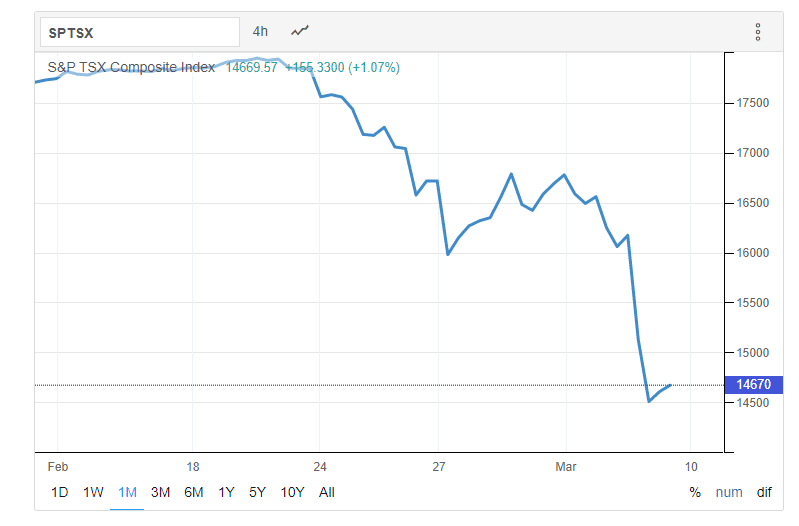 SPTSX 4h
S&P TSX Composite Index 14669.57 +155.3300 (+1.07%)
17500
17000
16500
16000
15500
15000
14670
14500
Feb 18 24 27 Mar 10
1D 1W 1M 3M 6M 1Y 5Y 10Y All % num dif